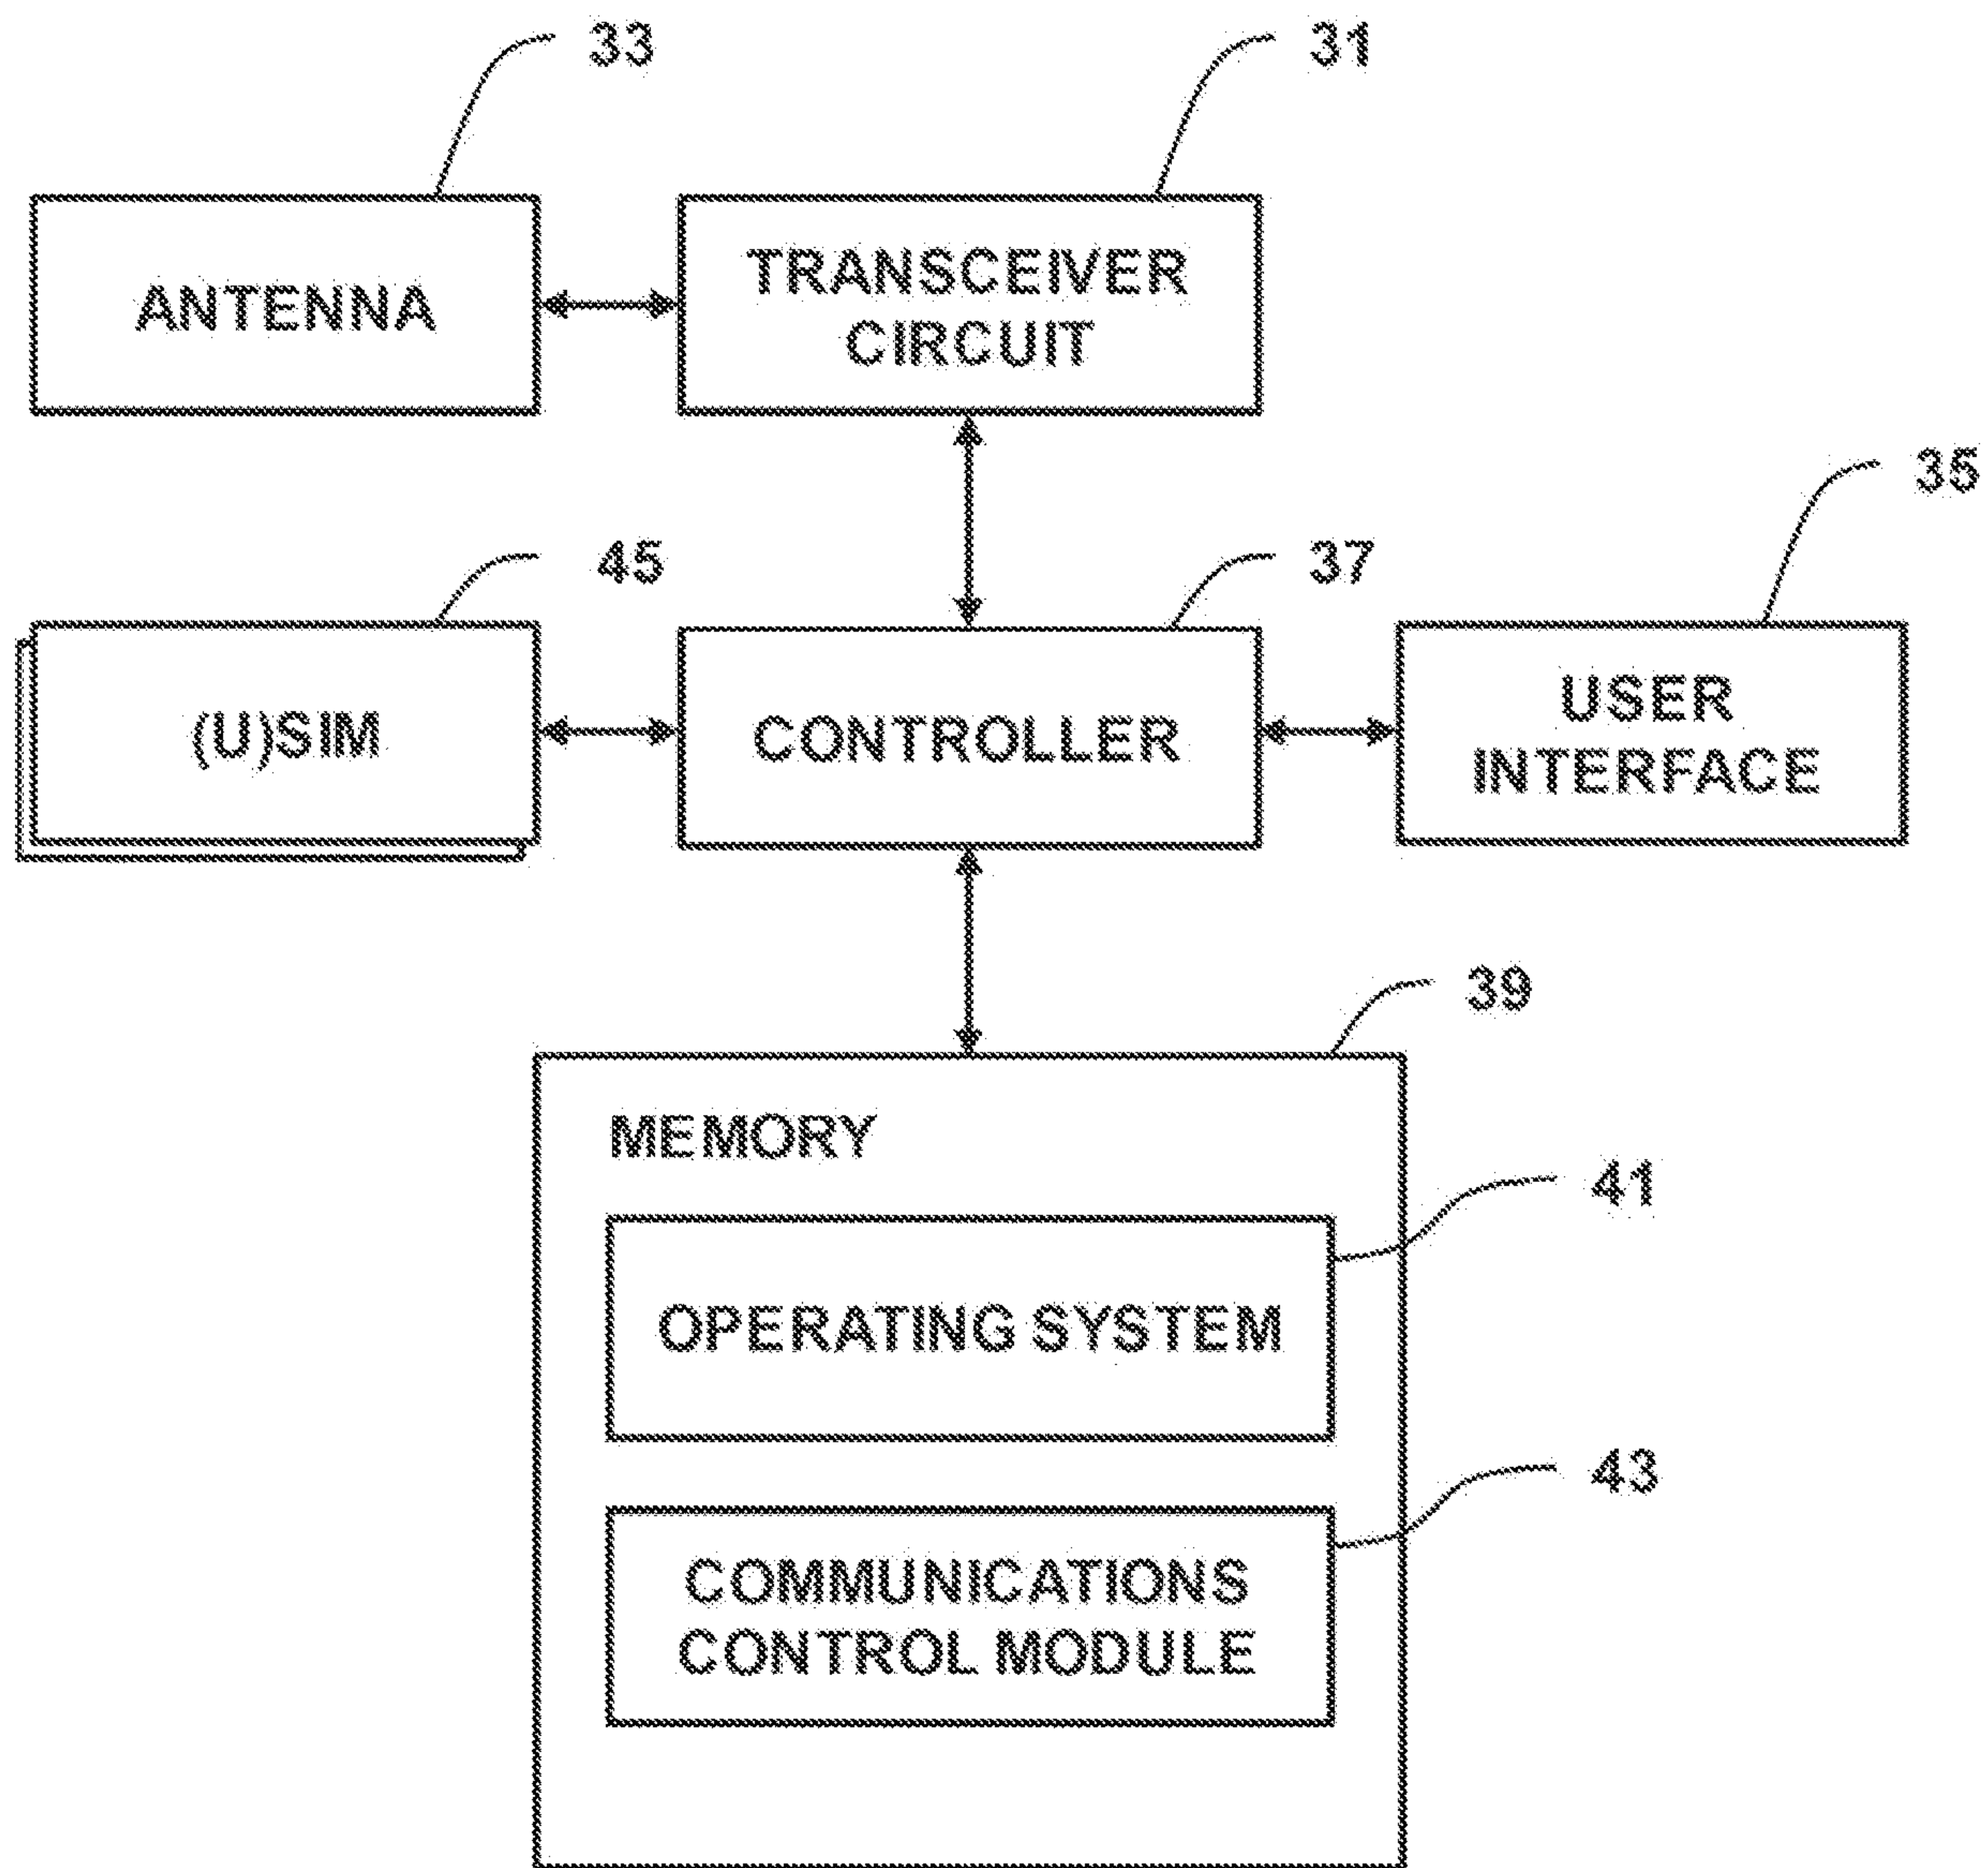 33
31
ANTENNA
TRANSCEIVER
CIRCUIT
35
45
37
(U)SIM
CONTROLLER
USER
INTERFACE
39
MEMORY
41
OPERATING SYSTEM
43
COMMUNICATIONS
CONTROL MODULE